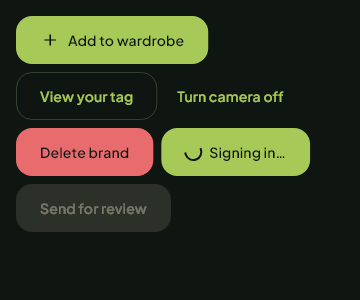 Add to wardrobe
View your tag
Turn camera off
Delete brand
Signing in…
Send for review